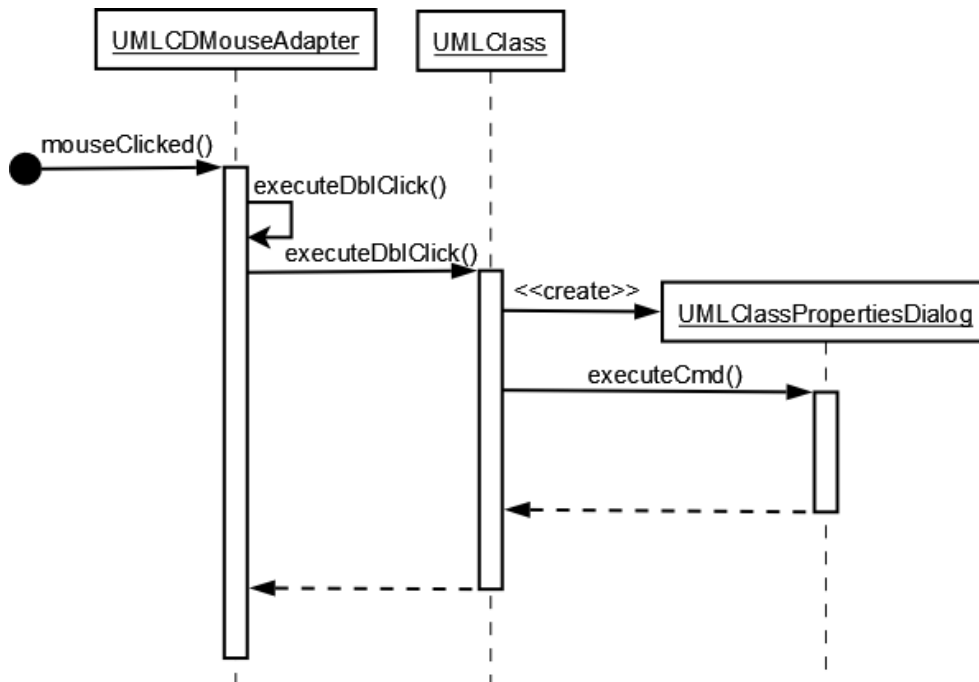 UMLCDMouseAdapter
UMLClass
mouseClicked()
executeDblClick()
executeDblClick()
<<create>>
UMLClassPropertiesDialog
executeCmd()